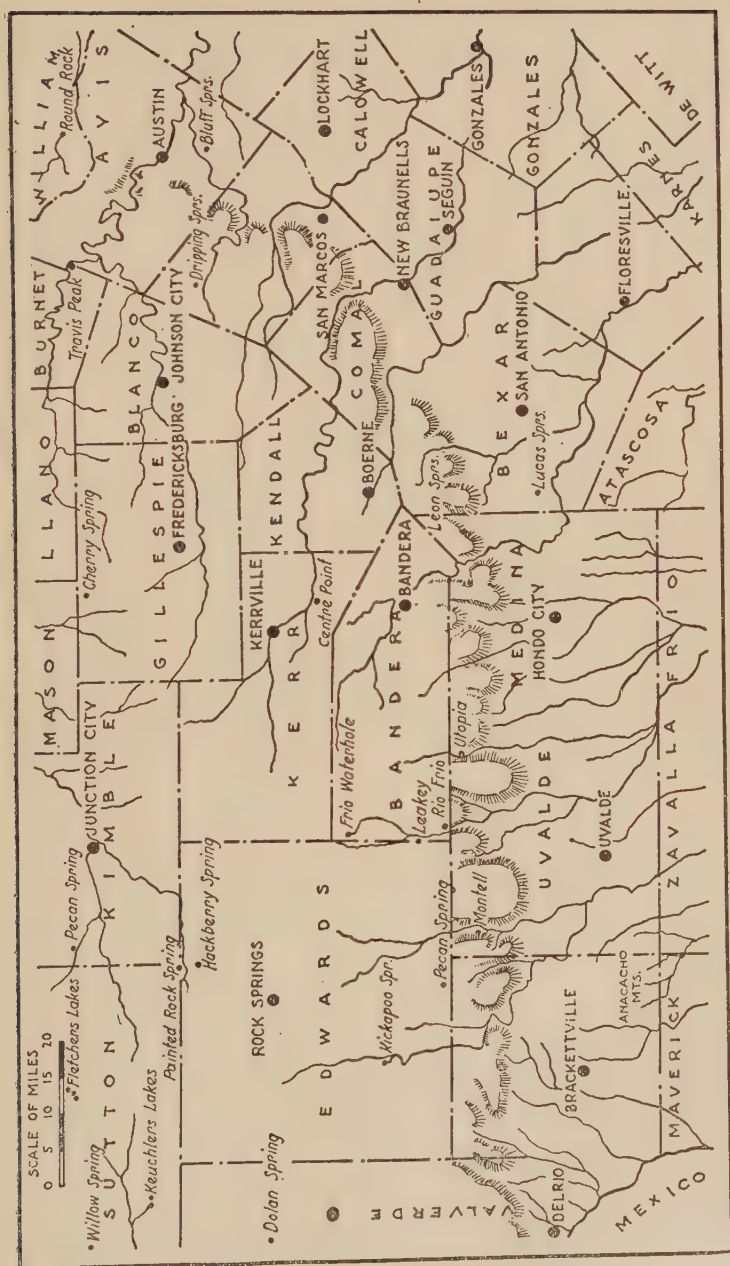 SCALE OF MILES
0 5 10 15 20
Willow Spring
SUTTON
Keuchlers Lakes
Fletchers Lakes
Painted Rock Spring
Pecan Spring
JUNCTION CITY
KIMBLE
MASON
LLANO
BURNET
WILLIAM
Round Rock
AVIS
Travis Peak
Cherry Spring
GILLESPIE
FREDERICKSBURG
BLANCO
JOHNSON CITY
AUSTIN
Bluff Sprs.
Dripping Sprs.
LOCKHART
CALOWELL
Hackberry Spring
ROCK SPRINGS
EDWARDS
Dolan Spring
VALVERDE
Kickapoo Spr.
Pecan Spring
KERR
KERRVILLE
Centre Point
KENDALL
BOERNE
COMAL
SAN MARCOS
NEW BRAUNELLS
GUADALUPE
SEGUIN
GONZALES
GONZALES
DE WITT
KARNES
Frio Waterhole
BANDERA
BANDERA
Leakey
Rio Frio
Utopia
Montell
Leon Sprs.
BEXAR
SAN ANTONIO
Lucas Sprs.
FLORESVILLE
ATASCOSA
MEDINA
HONDO CITY
UVALDE
UVALDE
FRIO
ZAVALLA
MAVERICK
ANACACHO
MTS.
BRACKETTVILLE
DELRIO
MEXICO